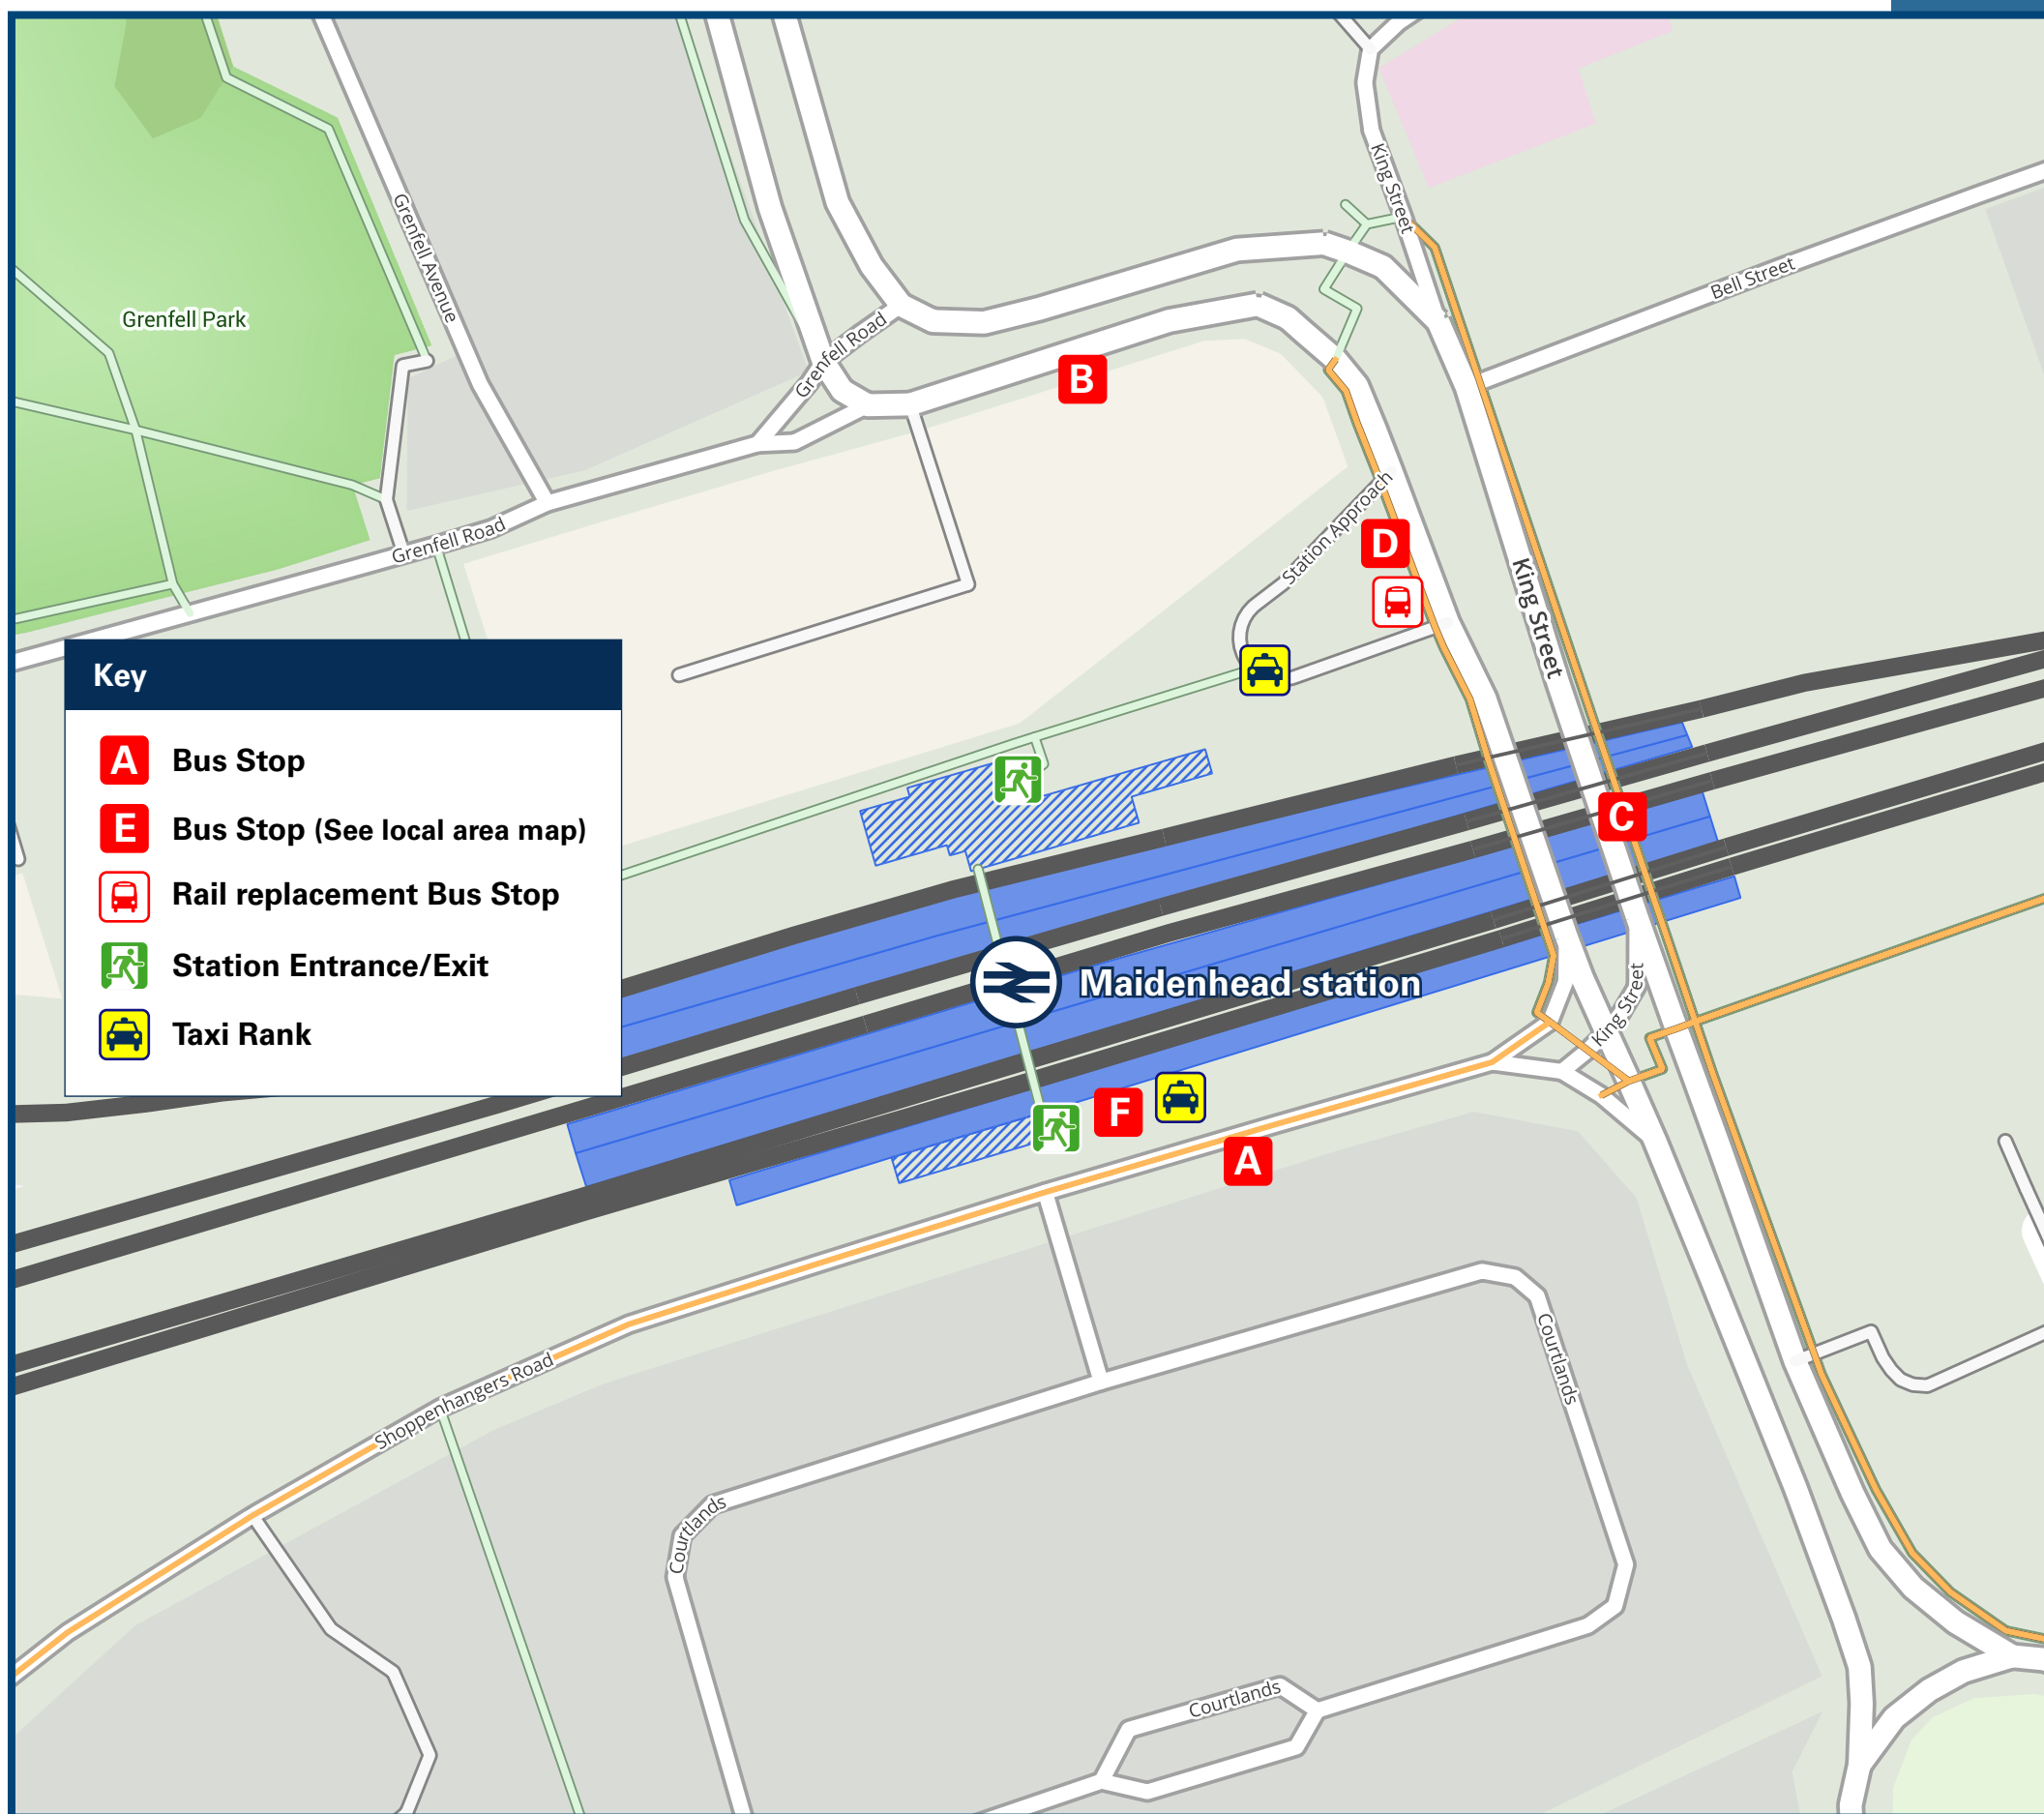 King Street
Grenfell Avenue
Bell Street
Grenfell Park
Grenfell Road
B
Station Approach
Grenfell Road
D
King Street
Key
A Bus Stop
E Bus Stop (See local area map)
Rail replacement Bus Stop
Station Entrance/Exit
Taxi Rank
C
Maidenhead station
King Street
F
A
Shoppenhangers Road
Courtlands
Courtlands
Courtlands